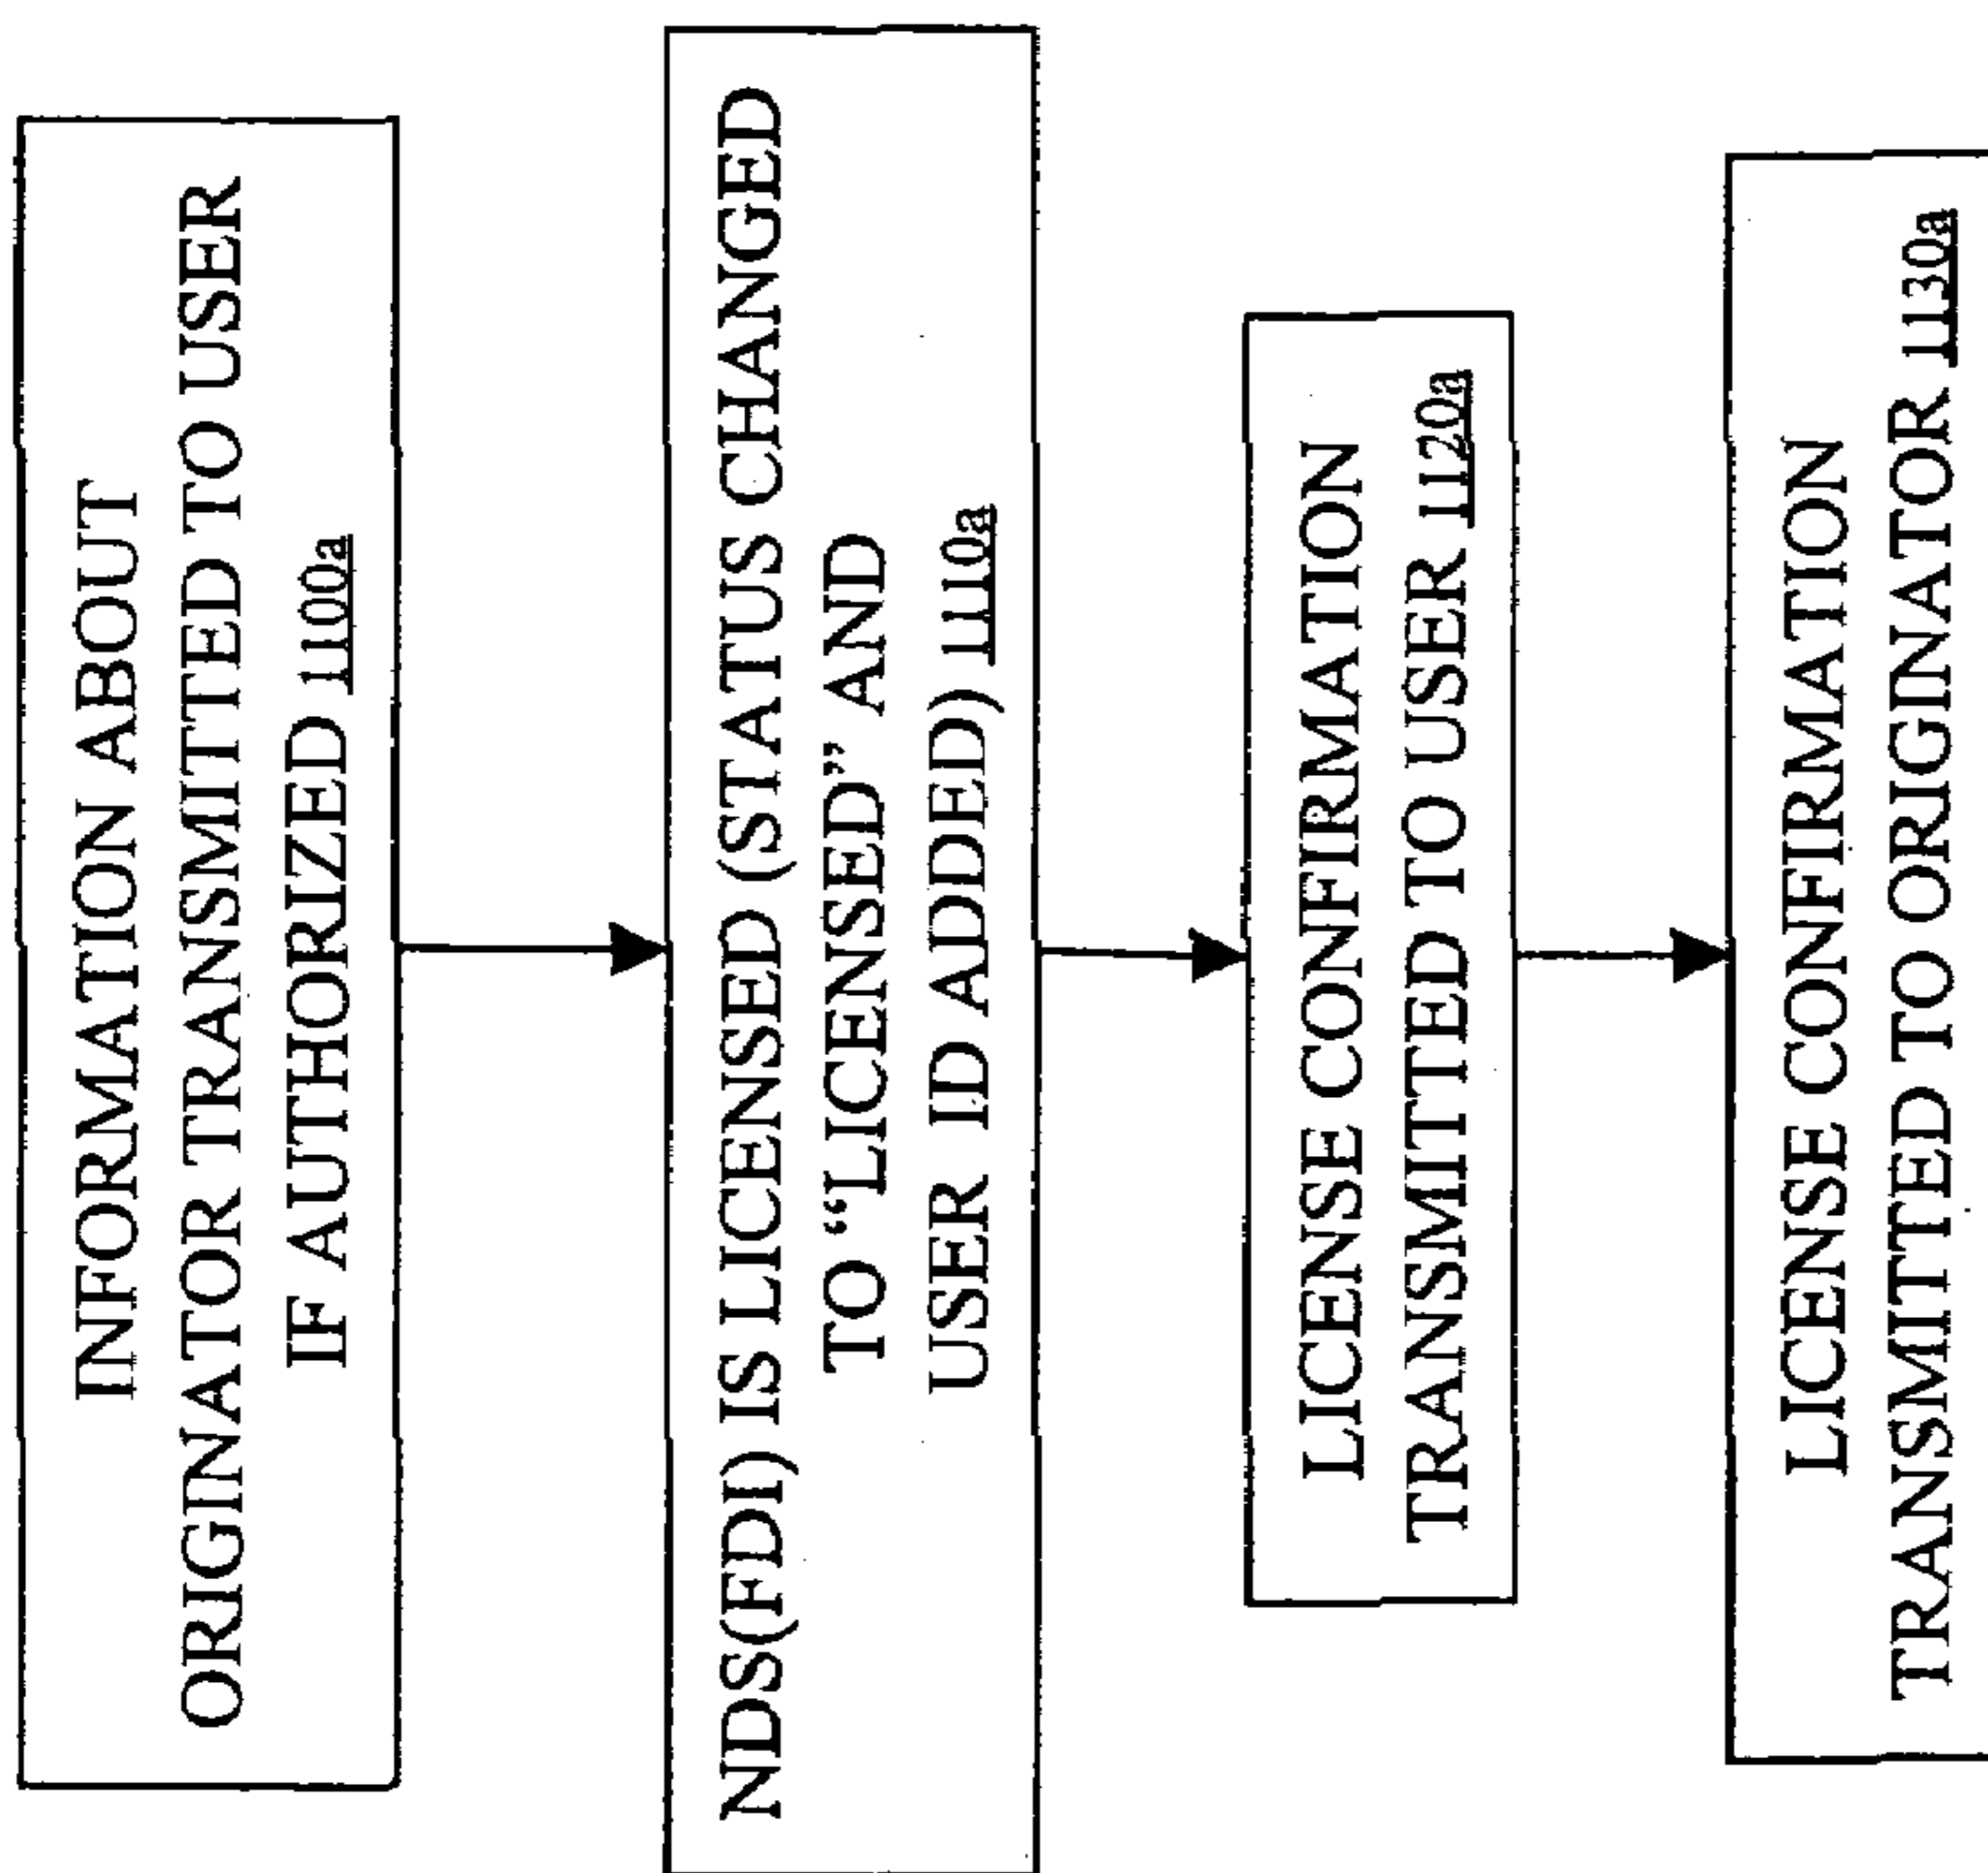 INFORMATION ABOUT
ORIGINATOR TRANSMITTED TO USER
IF AUTHORIZED 1100a
NDS(FDI) IS LICENSED (STATUS CHANGED
TO “LICENSED” AND
USER ID ADDED) 1110a
LICENSE CONFIRMATION
TRANSMITTED TO USER 1120a
LICENSE CONFIRMATION
TRANSMITTED TO ORIGINATOR 1130a